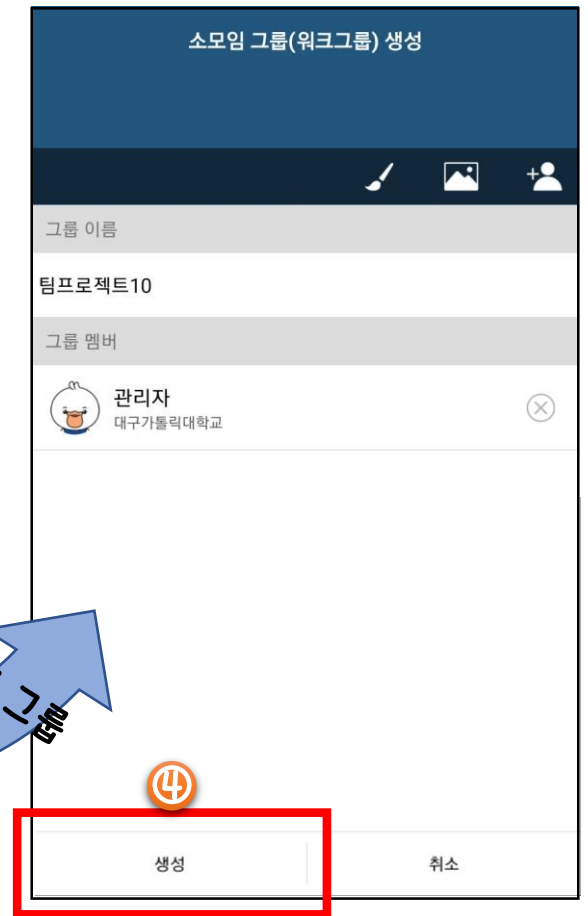 소모임 그룹(워크그룹) 생성
그룹 이름
팀프로젝트10
그룹 멤버
관리자
대구가톨릭대학교
그룹
④
생성
취소